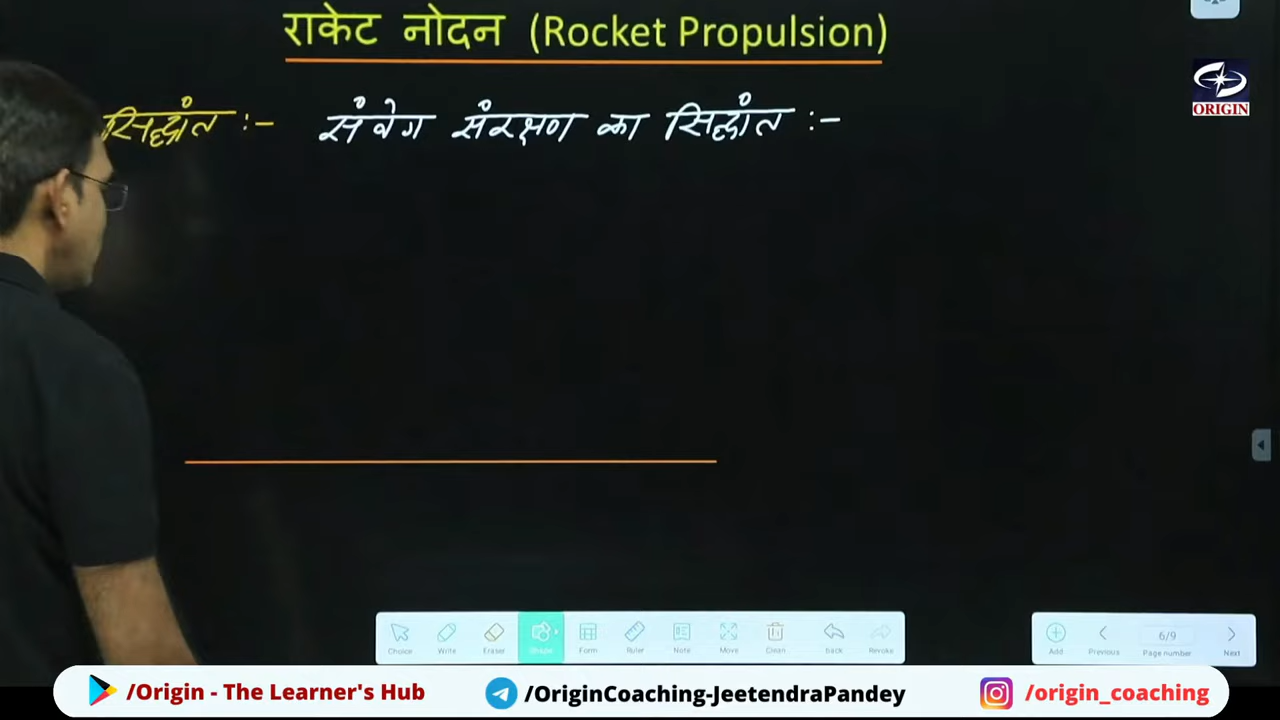 राकेट नोदन (Rocket Propulsion)
ORIGIN
सिद्धांत :- संवेग संरक्षण का सिद्धांत :-
Choice Write Eraser Shape Form Ruler Note Move Clean back Revoke
Add Previous 6/9 Page number Next
/Origin - The Learner's Hub /OriginCoaching-JeetendraPandey /origin_coaching